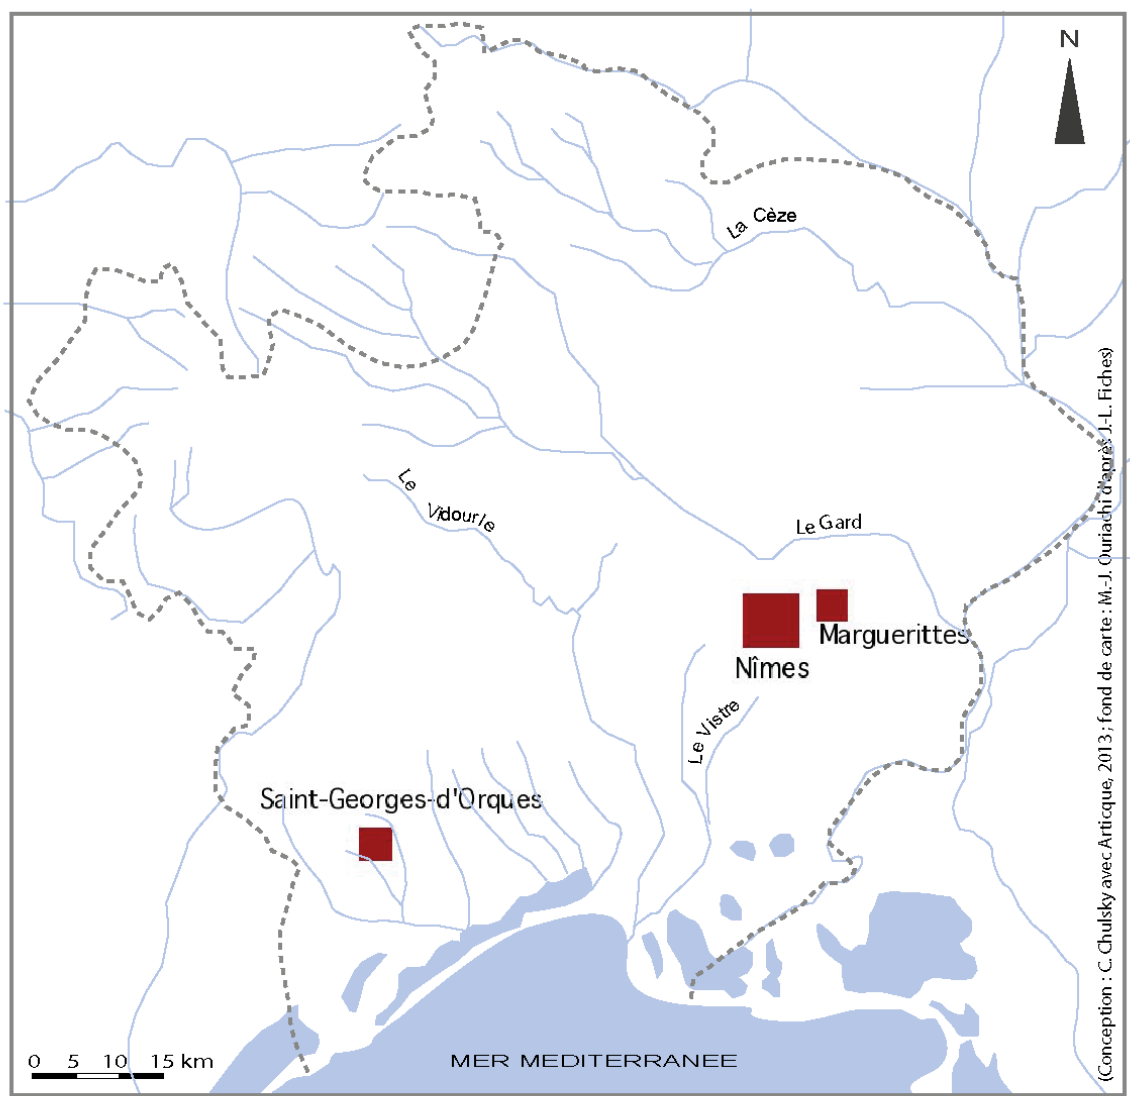 N
La Cèze
Le Vidourle
Le Gard
Marguerittes
Nîmes
Le Vistre
Saint-Georges-d'Orques
0 5 10 15 km
MER MEDITERRANEE
(Conception : C. Chulsky avec Articque, 2013 ; fond de carte : M.-J. Ouriachi d'après J.-L. Fiches)